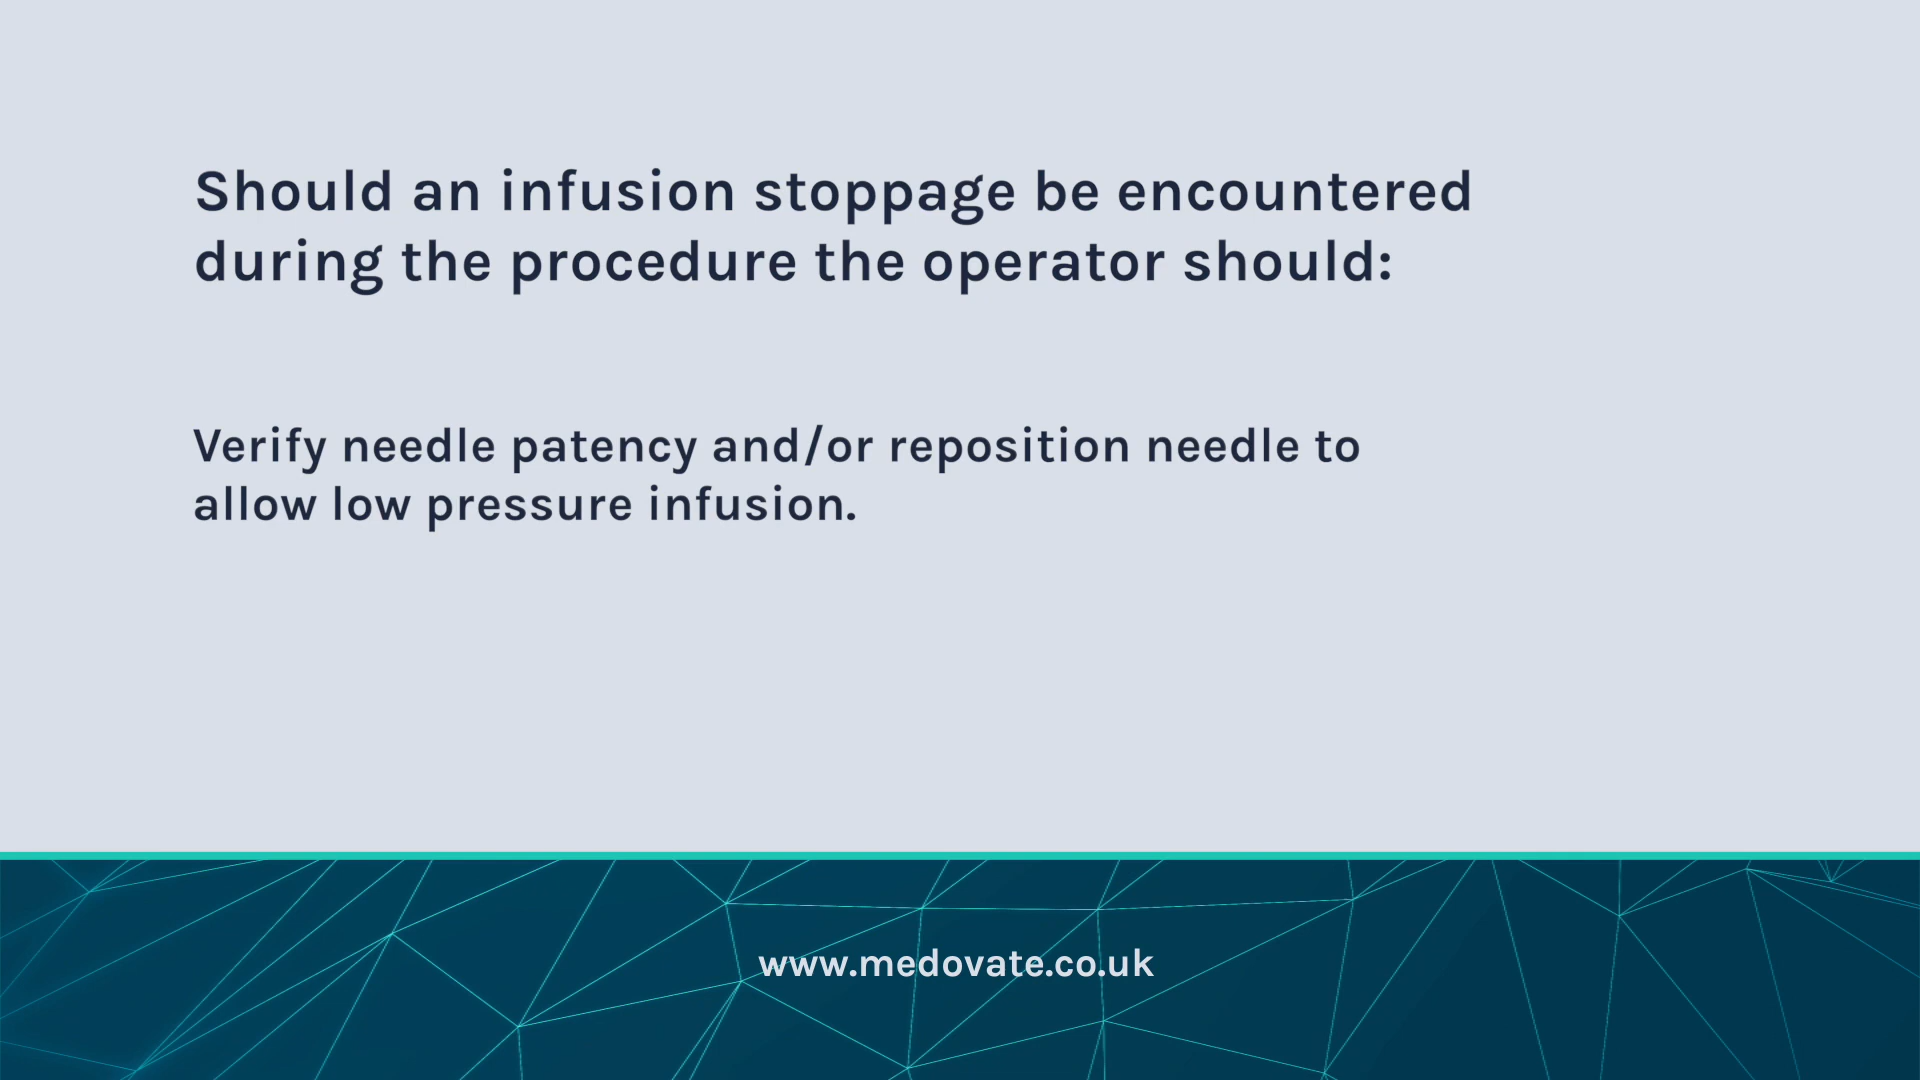 Should an infusion stoppage be encountered
during the procedure the operator should:
Verify needle patency and/or reposition needle to
allow low pressure infusion.
www.medovate.co.uk